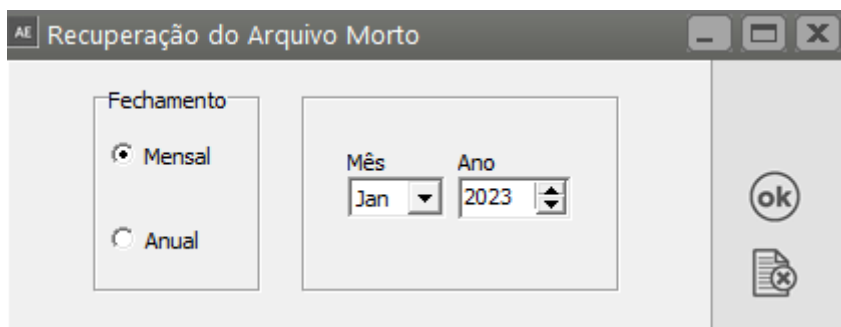 AE Recuperação do Arquivo Morto
Fechamento
Mensal
Anual
Mês Ano
Jan 2023
ok